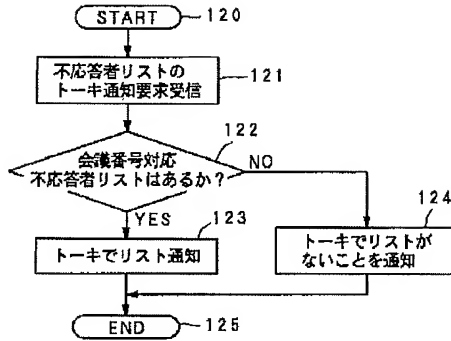 START
120
不応答者リストの
トーキ通知要求受信
121
122
会議番号対応
不応答者リストはあるか?
NO
YES
123
124
トーキでリスト通知
トーキでリストが
ないことを通知
END
125